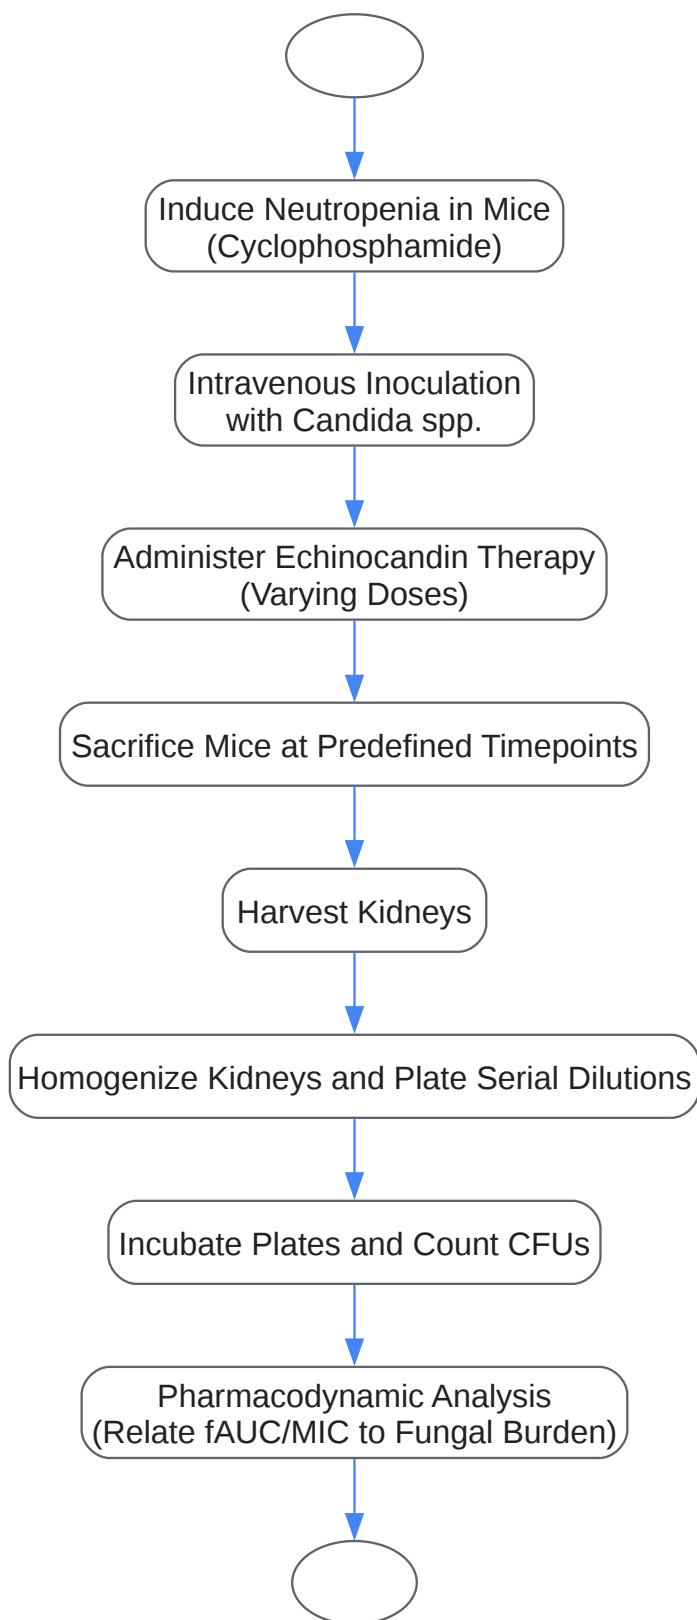 Induce Neutropenia in Mice
(Cyclophosphamide)
Intravenous Inoculation
with Candida spp.
Administer Echinocandin Therapy
(Varying Doses)
Sacrifice Mice at Predefined Timepoints
Harvest Kidneys
Homogenize Kidneys and Plate Serial Dilutions
Incubate Plates and Count CFUs
Pharmacodynamic Analysis
(Relate fAUC/MIC to Fungal Burden)